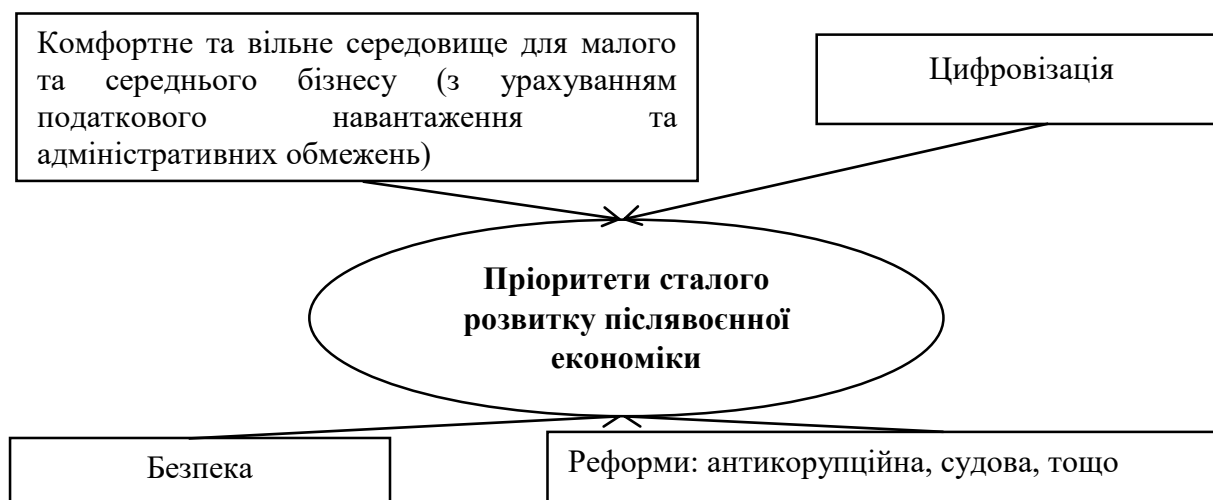 Комфортне та вільне середовище для малого
та середнього бізнесу (з урахуванням
податкового навантаження та
адміністративних обмежень)
Цифровізація
Пріоритети сталого
розвитку післявоєнної
економіки
Безпека
Реформи: антикорупційна, судова, тощо